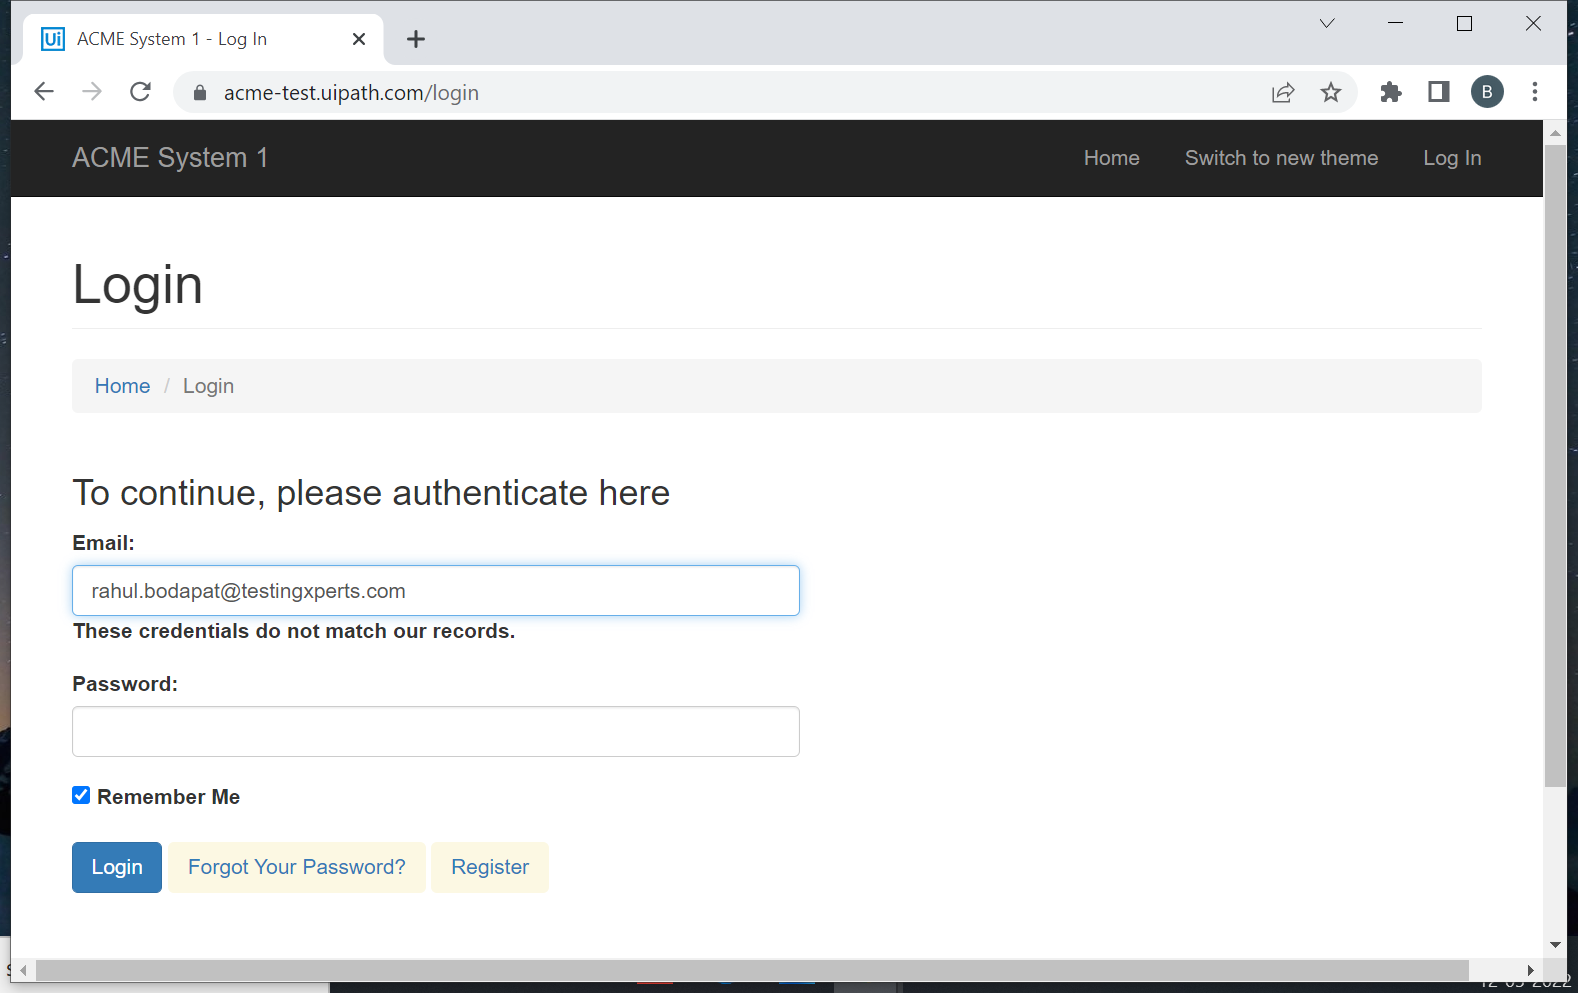 Ui ACME System 1 - Log In
acme-test.uipath.com/login
B
ACME System 1 Home Switch to new theme Log In
Login
Home / Login
To continue, please authenticate here
Email:
rahul.bodapat@testingxperts.com
These credentials do not match our records.
Password:
Remember Me
Login Forgot Your Password? Register